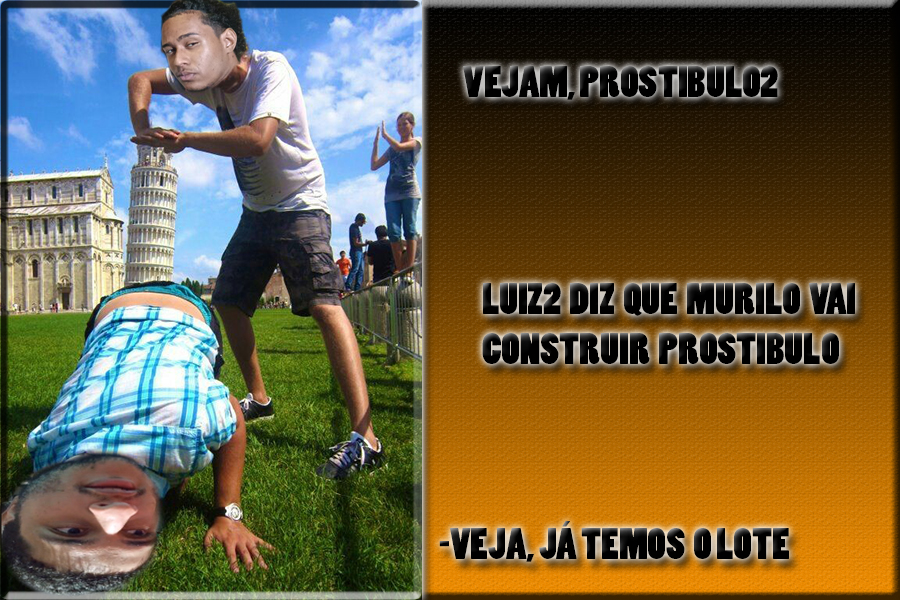 VEJAM, PROSTIBULO2
LUIZ2 DIZ QUE MURILO VAI
CONSTRUIR PROSTIBULO
-VEJA, JÁ TEMOS O LOTE